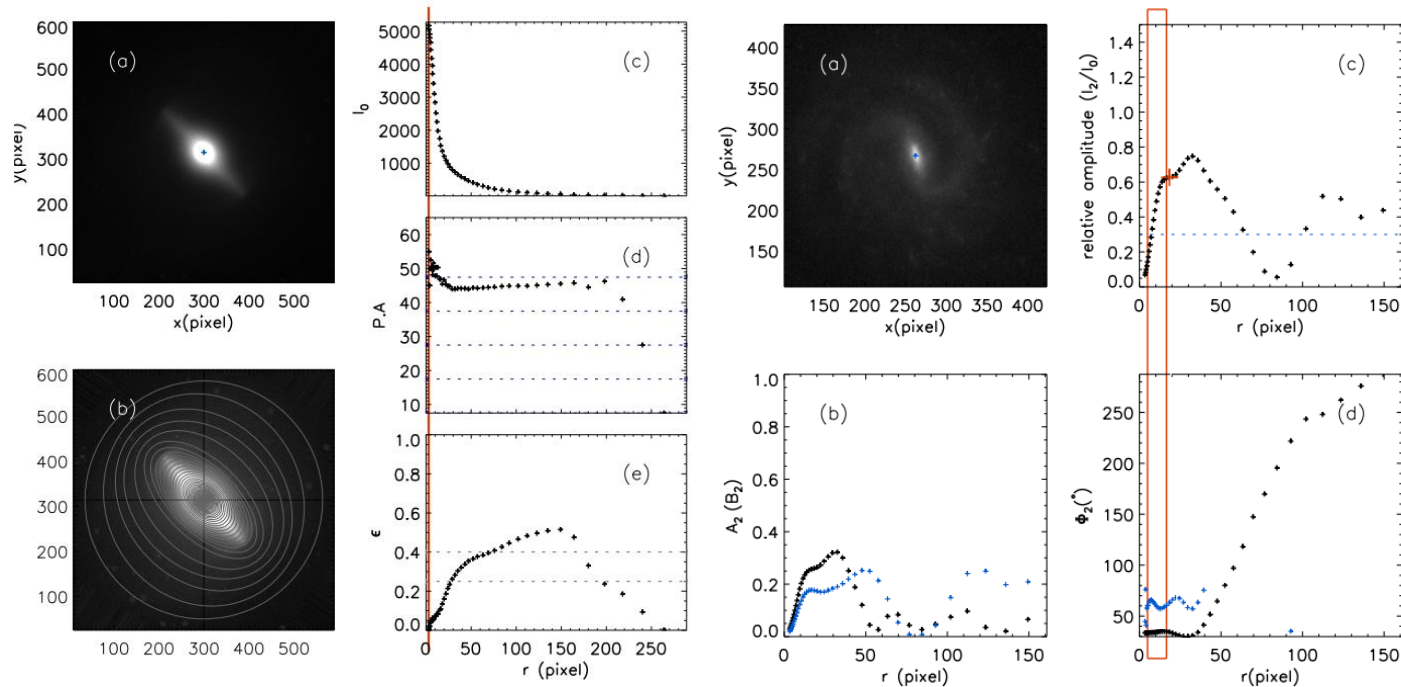 (a)
y(pixel)
600
500
400
300
200
100
100 200 300 400 500
x(pixel)
(b)
600
500
400
300
200
100
100 200 300 400 500
(c)
I₀
5000
4000
3000
2000
1000
(d)
P.A
60
50
40
30
20
10
(e)
ϵ
1.0
0.8
0.6
0.4
0.2
0.0
0 50 100 150 200 250
r (pixel)
(a)
y(pixel)
400
350
300
250
200
150
100 150 200 250 300 350 400
x(pixel)
(b)
A₂ (B₂)
1.0
0.8
0.6
0.4
0.2
0.0
0 50 100 150
r (pixel)
(c)
relative amplitude (I₂/I₀)
1.4
1.2
1.0
0.8
0.6
0.4
0.2
0.0
0 50 100 150
r (pixel)
(d)
Φ₂(°)
250
200
150
100
50
0 50 100 150
r(pixel)